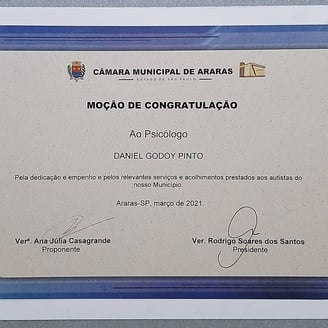 CÂMARA MUNICIPAL DE ARARAS
ESTADO DE SÃO PAULO
MOÇÃO DE CONGRATULAÇÃO
Ao Psicólogo
DANIEL GODOY PINTO
Pela dedicação e empenho e pelos relevantes serviços e acolhimentos prestados aos autistas do
nosso Município.
Araras-SP, março de 2021.
Verª. Ana Júlia Casagrande
Proponente
Ver. Rodrigo Soares dos Santos
Presidente